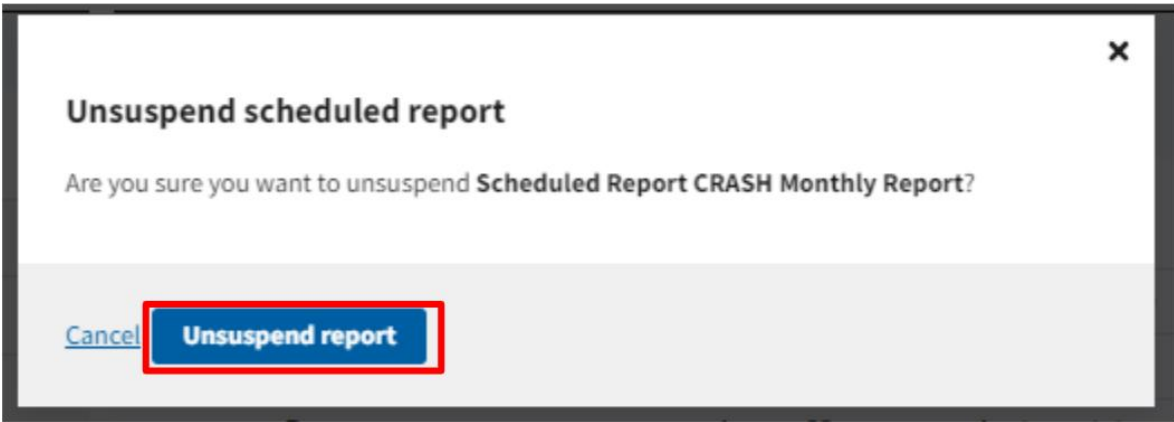 Unsuspend scheduled report
Are you sure you want to unsuspend Scheduled Report CRASH Monthly Report?
Cancel Unsuspend report